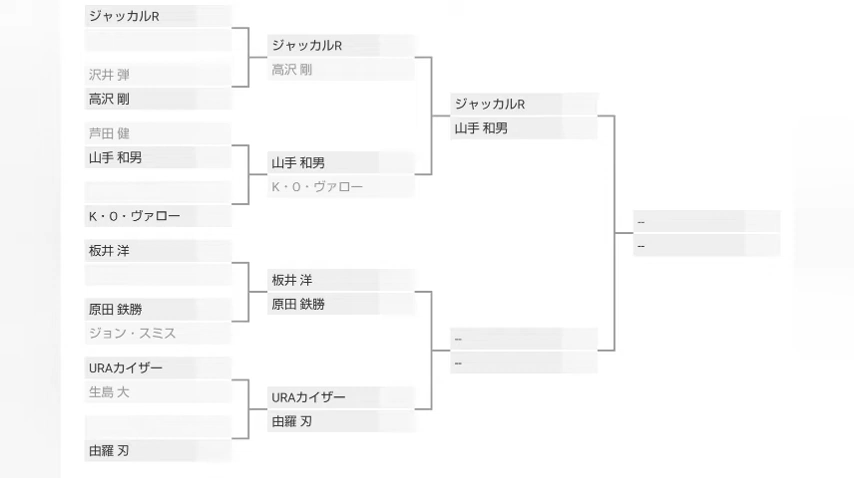 ジャッカルR
沢井 弾
高沢 剛
芦田 健
山手 和男
K・O・ヴァロー
板井 洋
原田 鉄勝
ジョン・スミス
URAカイザー
生島 大
由羅 刃
ジャッカルR
高沢 剛
山手 和男
K・O・ヴァロー
板井 洋
原田 鉄勝
URAカイザー
由羅 刃
ジャッカルR
山手 和男
--
--
--
--